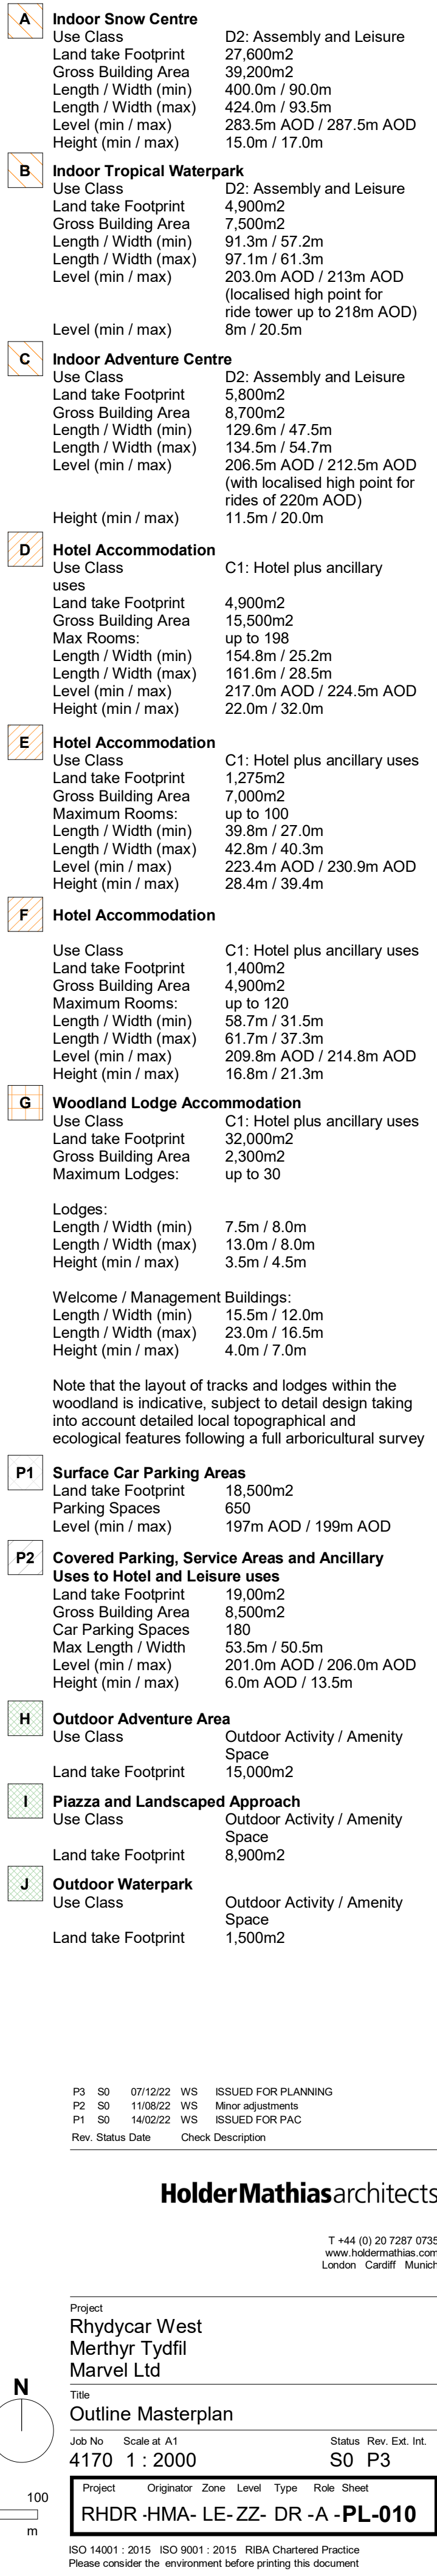 A Indoor Snow Centre
Use Class D2: Assembly and Leisure
Land take Footprint 27,600m2
Gross Building Area 39,200m2
Length / Width (min) 400.0m / 90.0m
Length / Width (max) 424.0m / 93.5m
Level (min / max) 283.5m AOD / 287.5m AOD
Height (min / max) 15.0m / 17.0m
B Indoor Tropical Waterpark
Use Class D2: Assembly and Leisure
Land take Footprint 4,900m2
Gross Building Area 7,500m2
Length / Width (min) 91.3m / 57.2m
Length / Width (max) 97.1m / 61.3m
Level (min / max) 203.0m AOD / 213m AOD
(localised high point for
ride tower up to 218m AOD)
Level (min / max) 8m / 20.5m
C Indoor Adventure Centre
Use Class D2: Assembly and Leisure
Land take Footprint 5,800m2
Gross Building Area 8,700m2
Length / Width (min) 129.6m / 47.5m
Length / Width (max) 134.5m / 54.7m
Level (min / max) 206.5m AOD / 212.5m AOD
(with localised high point for
rides of 220m AOD)
Height (min / max) 11.5m / 20.0m
D Hotel Accommodation
Use Class C1: Hotel plus ancillary
uses
Land take Footprint 4,900m2
Gross Building Area 15,500m2
Max Rooms: up to 198
Length / Width (min) 154.8m / 25.2m
Length / Width (max) 161.6m / 28.5m
Level (min / max) 217.0m AOD / 224.5m AOD
Height (min / max) 22.0m / 32.0m
E Hotel Accommodation
Use Class C1: Hotel plus ancillary uses
Land take Footprint 1,275m2
Gross Building Area 7,000m2
Maximum Rooms: up to 100
Length / Width (min) 39.8m / 27.0m
Length / Width (max) 42.8m / 40.3m
Level (min / max) 223.4m AOD / 230.9m AOD
Height (min / max) 28.4m / 39.4m
F Hotel Accommodation
Use Class C1: Hotel plus ancillary uses
Land take Footprint 1,400m2
Gross Building Area 4,900m2
Maximum Rooms: up to 120
Length / Width (min) 58.7m / 31.5m
Length / Width (max) 61.7m / 37.3m
Level (min / max) 209.8m AOD / 214.8m AOD
Height (min / max) 16.8m / 21.3m
G Woodland Lodge Accommodation
Use Class C1: Hotel plus ancillary uses
Land take Footprint 32,000m2
Gross Building Area 2,300m2
Maximum Lodges: up to 30
Lodges:
Length / Width (min) 7.5m / 8.0m
Length / Width (max) 13.0m / 8.0m
Height (min / max) 3.5m / 4.5m
Welcome / Management Buildings:
Length / Width (min) 15.5m / 12.0m
Length / Width (max) 23.0m / 16.5m
Height (min / max) 4.0m / 7.0m
Note that the layout of tracks and lodges within the
woodland is indicative, subject to detail design taking
into account detailed local topographical and
ecological features following a full arboricultural survey
P1 Surface Car Parking Areas
Land take Footprint 18,500m2
Parking Spaces 650
Level (min / max) 197m AOD / 199m AOD
P2 Covered Parking, Service Areas and Ancillary
Uses to Hotel and Leisure uses
Land take Footprint 19,00m2
Gross Building Area 8,500m2
Car Parking Spaces 180
Max Length / Width 53.5m / 50.5m
Level (min / max) 201.0m AOD / 206.0m AOD
Height (min / max) 6.0m AOD / 13.5m
H Outdoor Adventure Area
Use Class Outdoor Activity / Amenity
Space
Land take Footprint 15,000m2
I Piazza and Landscaped Approach
Use Class Outdoor Activity / Amenity
Space
Land take Footprint 8,900m2
J Outdoor Waterpark
Use Class Outdoor Activity / Amenity
Space
Land take Footprint 1,500m2
P3 S0 07/12/22 WS ISSUED FOR PLANNING
P2 S0 11/08/22 WS Minor adjustments
P1 S0 14/02/22 WS ISSUED FOR PAC
Rev. Status Date Check Description
HolderMathiasarchitects
T +44 (0) 20 7287 0735
www.holdermathias.com
London Cardiff Munich
Project
Rhydycar West
Merthyr Tydfil
Marvel Ltd
Title
Outline Masterplan
N
Job No Scale at A1 Status Rev. Ext. Int.
4170 1 : 2000 S0 P3
100
m
Project Originator Zone Level Type Role Sheet
RHDR -HMA- LE- ZZ- DR -A -PL-010
ISO 14001 : 2015 ISO 9001 : 2015 RIBA Chartered Practice
Please consider the environment before printing this document